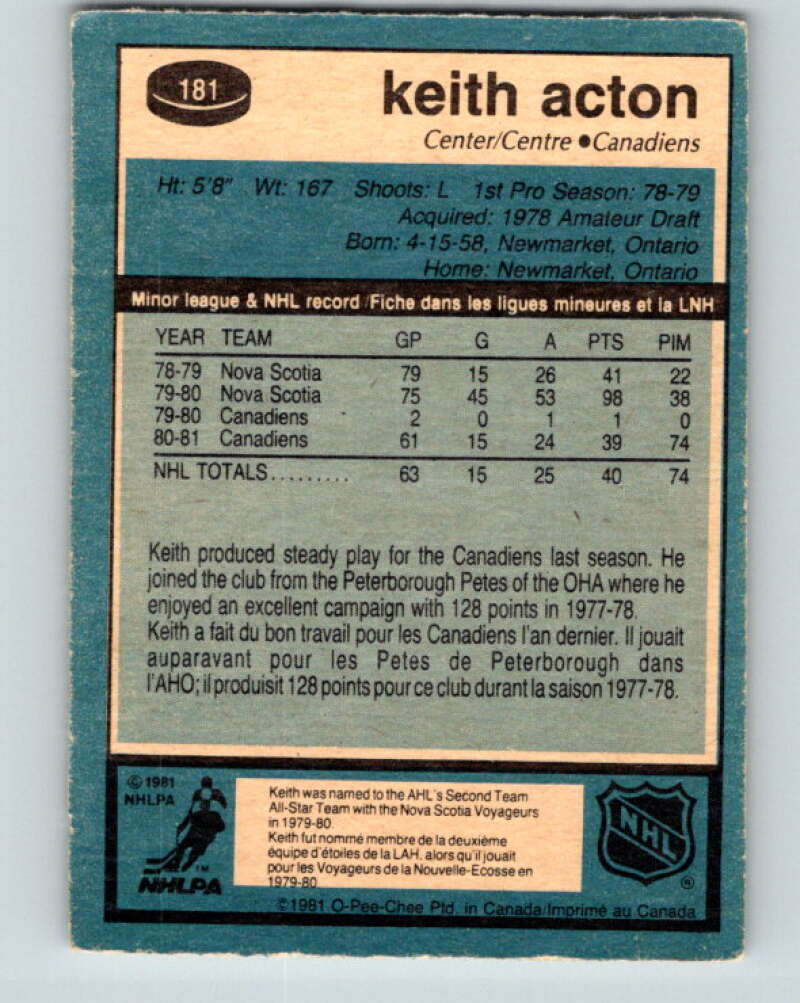 181
keith acton
Center/Centre ●Canadiens
Ht: 5'8" Wt: 167 Shoots: L 1st Pro Season: 78-79
Acquired: 1978 Amateur Draft
Born: 4-15-58, Newmarket, Ontario
Home: Newmarket, Ontario
Minor league & NHL record/Fiche dans les ligues mineures et la LNH
YEAR TEAM GP G A PTS PIM
78-79 Nova Scotia 79 15 26 41 22
79-80 Nova Scotia 75 45 53 98 38
79-80 Canadiens 2 0 1 1 0
80-81 Canadiens 61 15 24 39 74
NHL TOTALS......... 63 15 25 40 74
Keith produced steady play for the Canadiens last season. He
joined the club from the Peterborough Petes of the OHA where he
enjoyed an excellent campaign with 128 points in 1977-78.
Keith a fait du bon travail pour les Canadiens l'an dernier. Il jouait
auparavant pour les Petes de Peterborough dans
l'AHO; il produisit 128 points pour ce club durant la saison 1977-78.
©1981
NHLPA
TM
NHLPA
Keith was named to the AHL's Second Team
All-Star Team with the Nova Scotia Voyageurs
in 1979-80.
Keith fut nommé membre de la deuxième
équipe d'étoiles de la LAH, alors qu'il jouait
pour les Voyageurs de la Nouvelle-Ecosse en
1979-80
NHL
®
©1981 O-Pee-Chee Ptd. in Canada/Imprimé au Canada